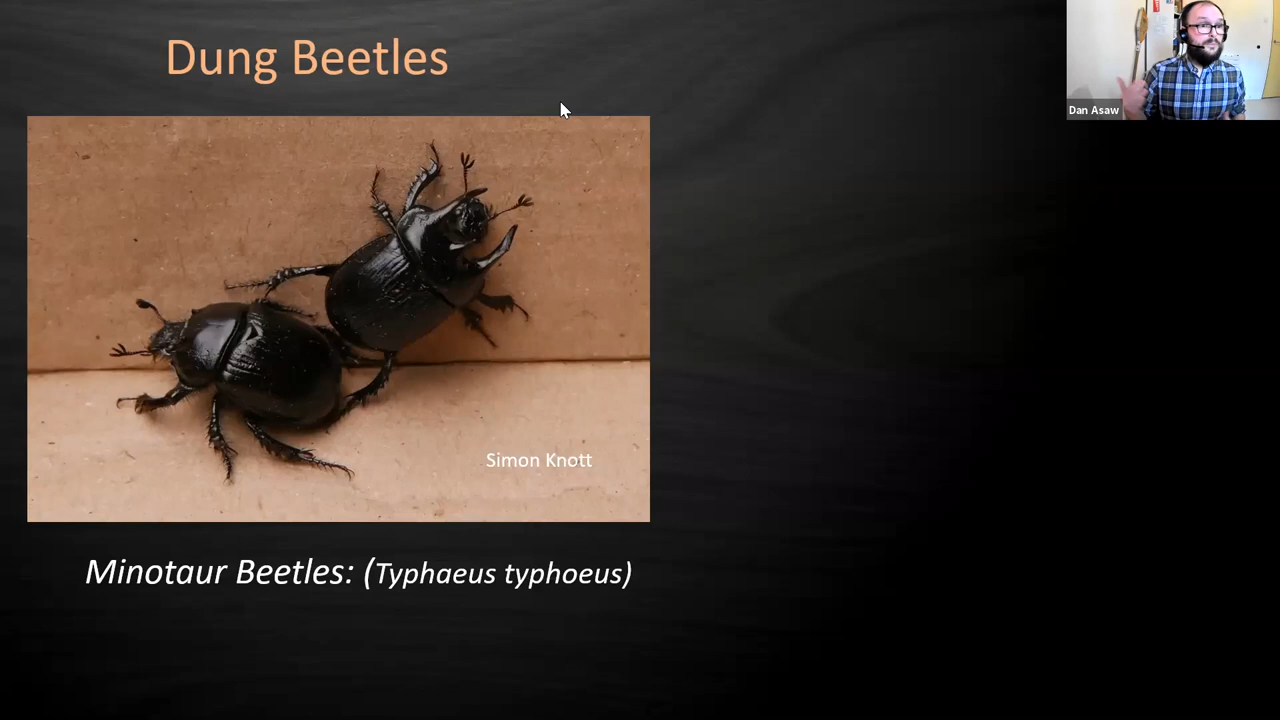 Dung Beetles
Dan Asaw
Simon Knott
Minotaur Beetles: (Typhaeus typhoeus)